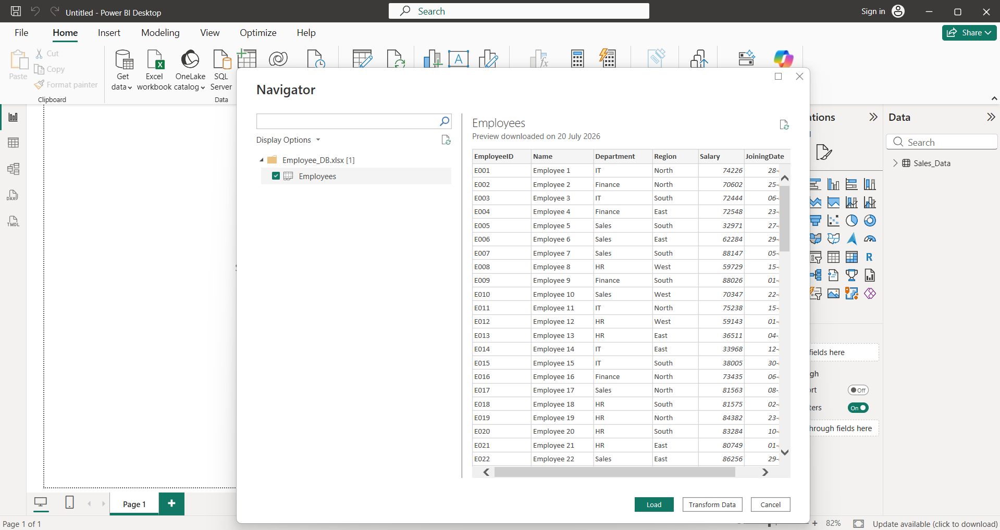 Untitled - Power BI Desktop
Search
Sign in
File
Home
Insert
Modeling
View
Optimize
Help
Share
Paste
Cut
Copy
Format painter
Clipboard
Get data
Excel workbook
OneLake catalog
SQL Server
Data
Navigator
Display Options
Employee_DB.xlsx [1]
Employees
Employees
Preview downloaded on 20 July 2026
EmployeeID Name Department Region Salary JoiningDate
E001 Employee 1 IT North 74226 28-
E002 Employee 2 Finance North 70602 25-
E003 Employee 3 IT South 72444 06-
E004 Employee 4 Finance East 72548 23-
E005 Employee 5 Sales South 32971 27-
E006 Employee 6 Sales East 62284 29-
E007 Employee 7 Sales South 88147 05-
E008 Employee 8 HR West 59729 15-
E009 Employee 9 Finance South 88026 01-
E010 Employee 10 Sales West 70347 22-
E011 Employee 11 IT North 75238 15-
E012 Employee 12 HR West 59143 01-
E013 Employee 13 HR East 36511 04-
E014 Employee 14 IT East 33968 12-
E015 Employee 15 IT South 38005 30-
E016 Employee 16 Finance North 73435 06-
E017 Employee 17 Sales North 81563 08-
E018 Employee 18 HR South 81575 02-
E019 Employee 19 HR North 84382 23-
E020 Employee 20 HR South 83284 10-
E021 Employee 21 HR East 80749 01-
E022 Employee 22 Sales East 86256 29-
Load
Transform Data
Cancel
ations
fields here
gh
rt
Off
ters
On
hrough fields here
R
Data
Search
Sales_Data
DAX
TMDL
Page 1
Page 1 of 1
82%
Update available (click to download)